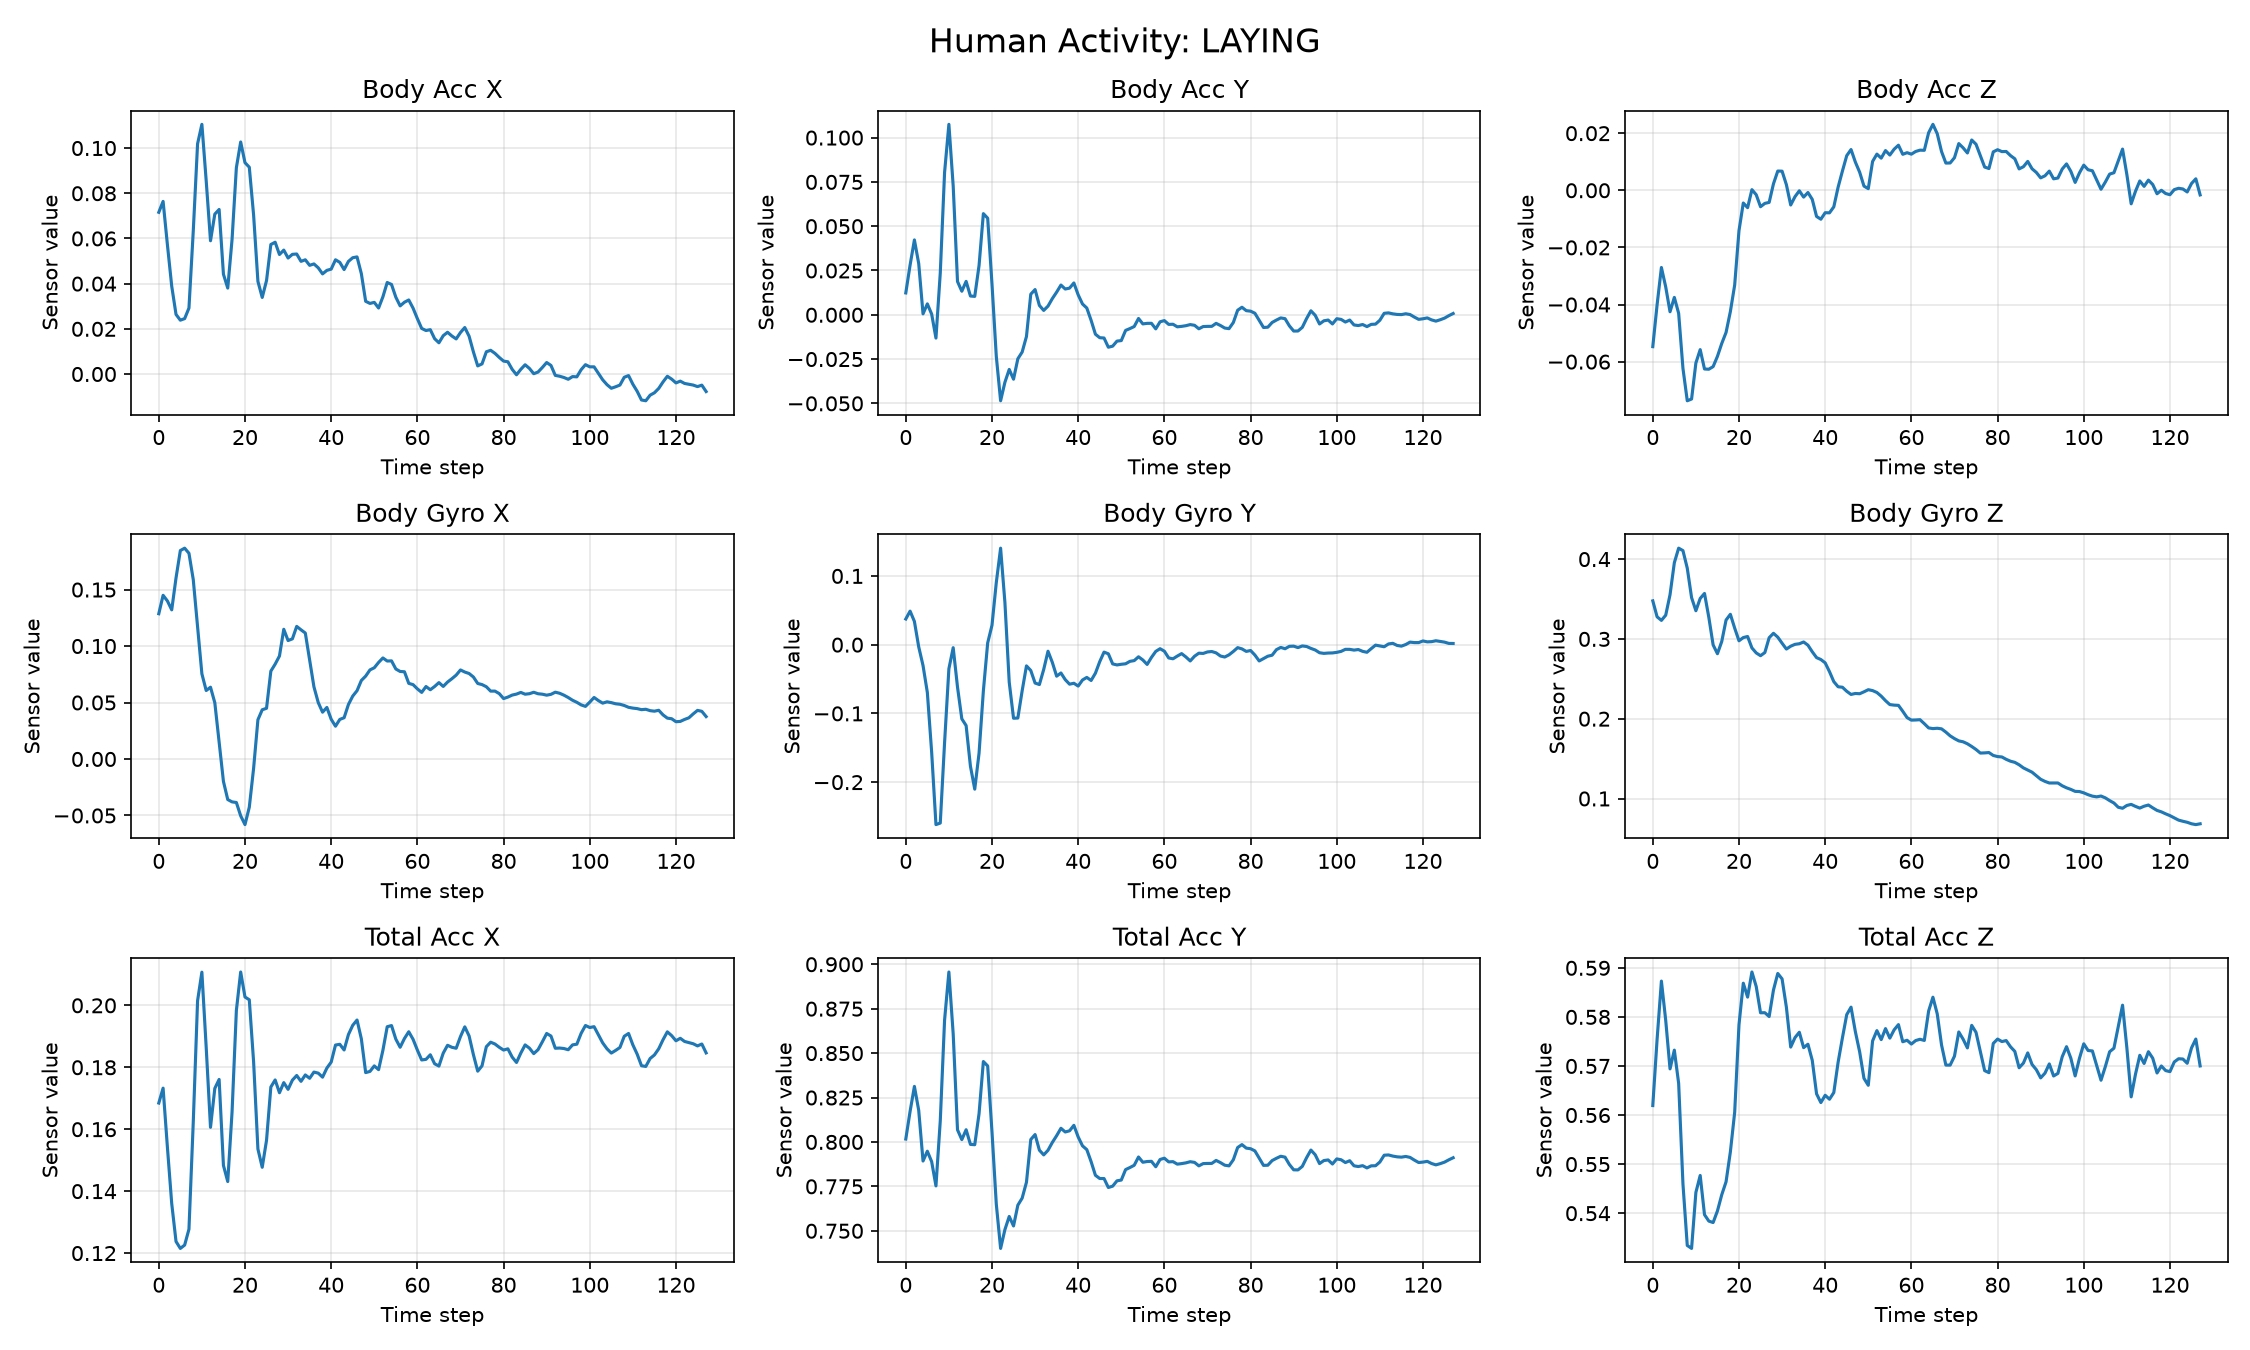 Human Activity: LAYING
Body Acc X
Body Acc Y
Body Acc Z
Sensor value
0.10
0.08
0.06
0.04
0.02
0.00
0 20 40 60 80 100 120
Time step
Sensor value
0.100
0.075
0.050
0.025
0.000
−0.025
−0.050
0 20 40 60 80 100 120
Time step
Sensor value
0.02
0.00
−0.02
−0.04
−0.06
0 20 40 60 80 100 120
Time step
Body Gyro X
Body Gyro Y
Body Gyro Z
Sensor value
0.15
0.10
0.05
0.00
−0.05
0 20 40 60 80 100 120
Time step
Sensor value
0.1
0.0
−0.1
−0.2
0 20 40 60 80 100 120
Time step
Sensor value
0.4
0.3
0.2
0.1
0 20 40 60 80 100 120
Time step
Total Acc X
Total Acc Y
Total Acc Z
Sensor value
0.20
0.18
0.16
0.14
0.12
0 20 40 60 80 100 120
Time step
Sensor value
0.900
0.875
0.850
0.825
0.800
0.775
0.750
0 20 40 60 80 100 120
Time step
Sensor value
0.59
0.58
0.57
0.56
0.55
0.54
0 20 40 60 80 100 120
Time step